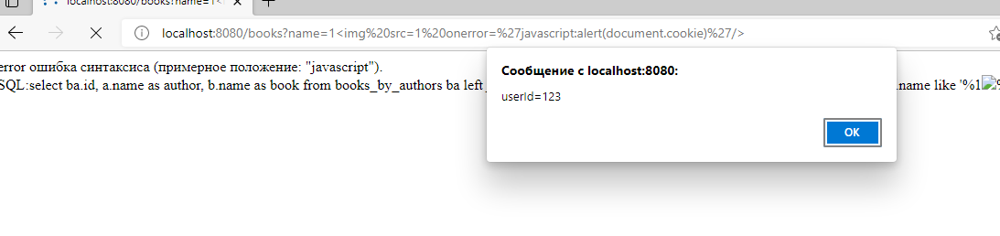 localhost:8080/books?name=1<i
localhost:8080/books?name=1<img%20src=1%20onerror=%27javascript:alert(document.cookie)%27/>
error ошибка синтаксиса (примерное положение: "javascript").
SQL:select ba.id, a.name as author, b.name as book from books_by_authors ba left
.name like '%1
Сообщение с localhost:8080:
userId=123
OK